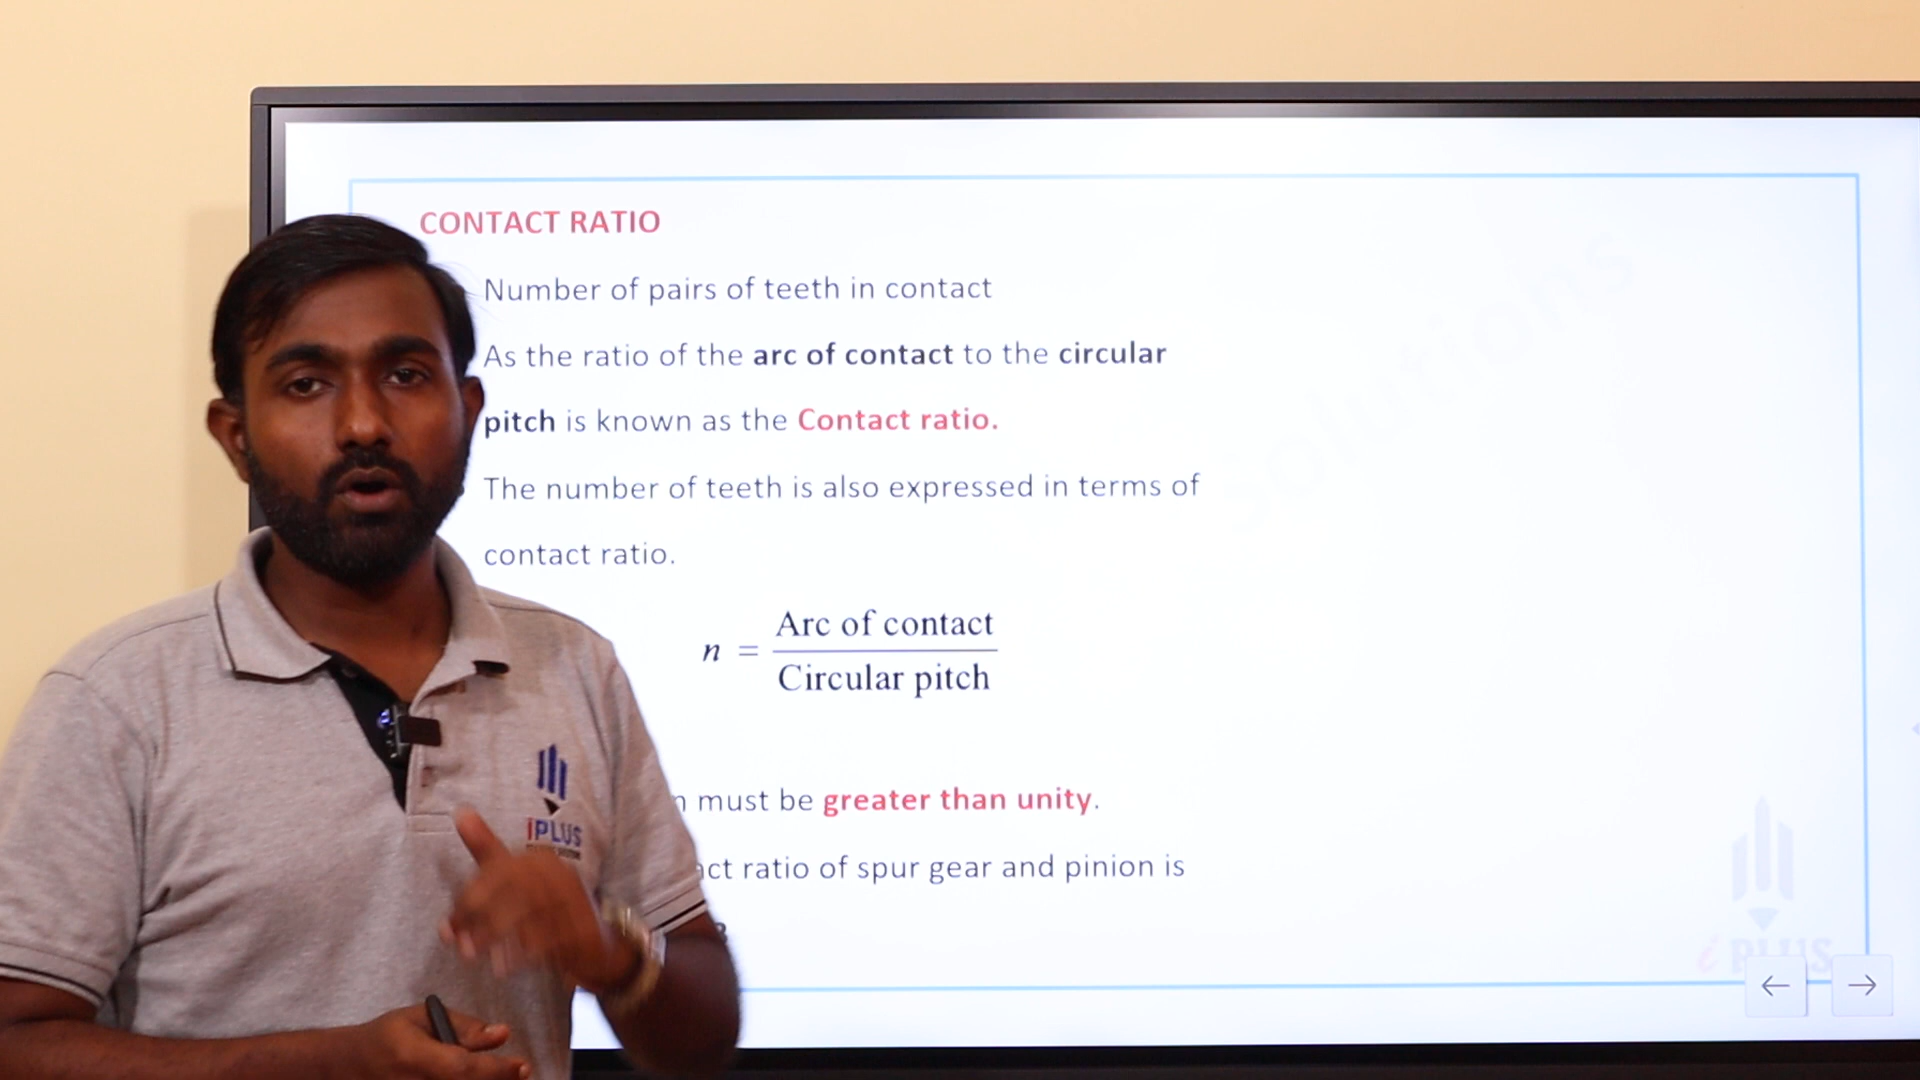 CONTACT RATIO
Number of pairs of teeth in contact
As the ratio of the arc of contact to the circular
pitch is known as the Contact ratio.
The number of teeth is also expressed in terms of
contact ratio.
n = Arc of contact
Circular pitch
must be greater than unity.
ratio of spur gear and pinion is
iPLUS
i PLUS